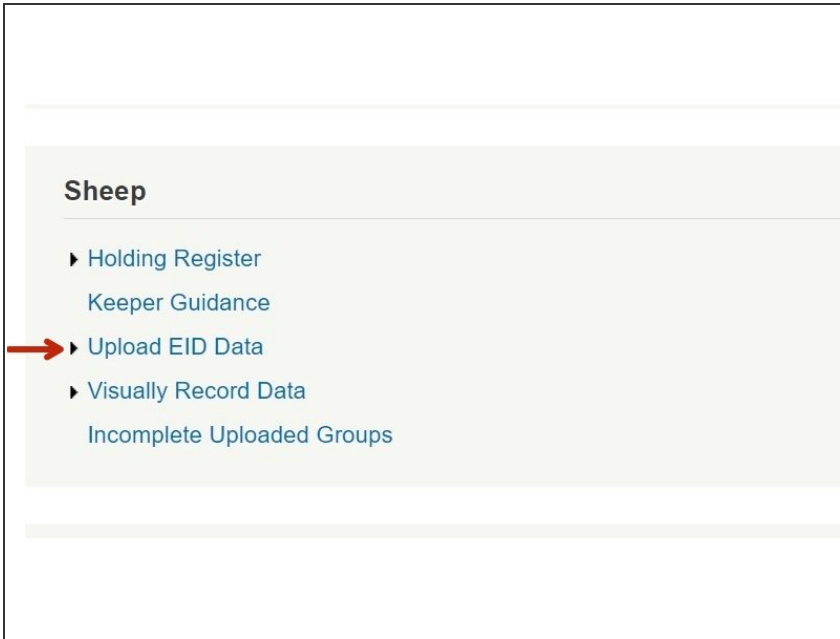 Sheep
Holding Register
Keeper Guidance
Upload EID Data
Visually Record Data
Incomplete Uploaded Groups